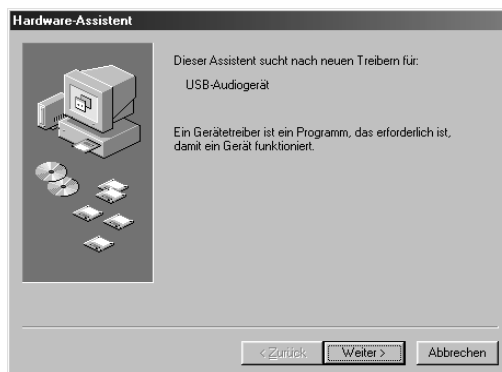 Hardware-Assistent
Dieser Assistent sucht nach neuen Treibern für:
USB-Audiogerät
Ein Gerätetreiber ist ein Programm, das erforderlich ist,
damit ein Gerät funktioniert.
< Zurück
Weiter >
Abbrechen